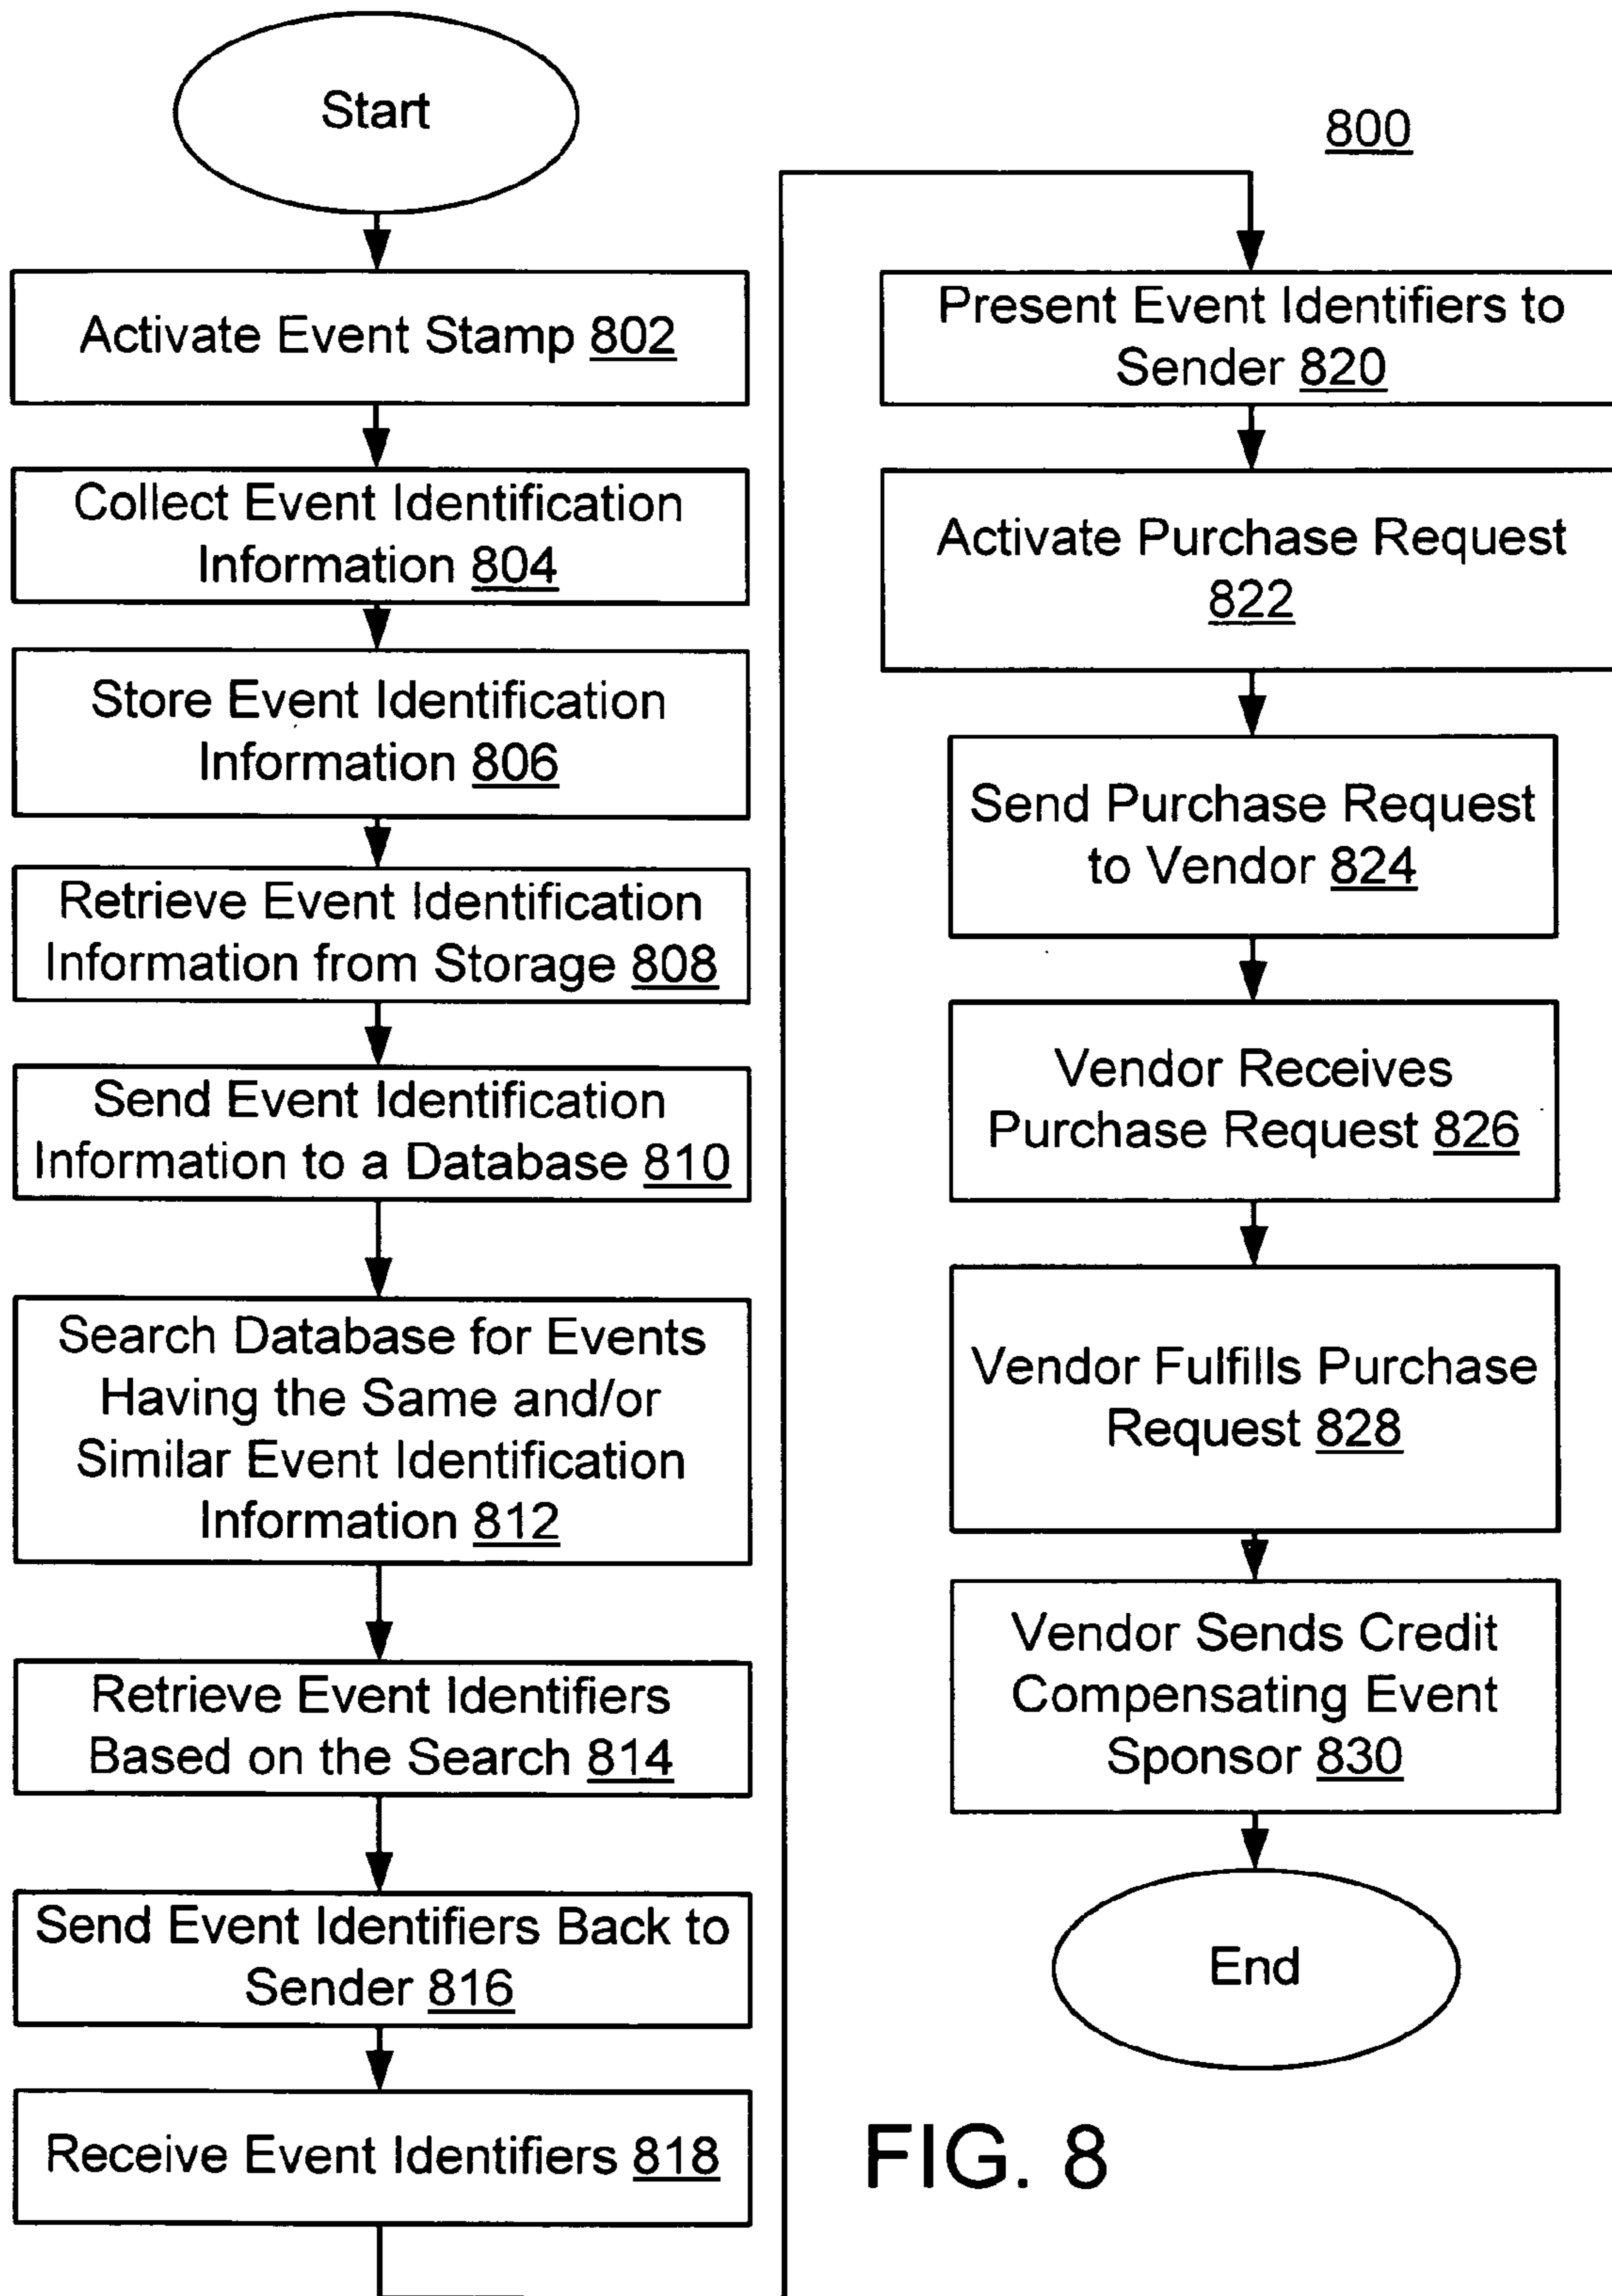 Start
Activate Event Stamp 802
Collect Event Identification
Information 804
Store Event Identification
Information 806
Retrieve Event Identification
Information from Storage 808
Send Event Identification
Information to a Database 810
Search Database for Events
Having the Same and/or
Similar Event Identification
Information 812
Retrieve Event Identifiers
Based on the Search 814
Send Event Identifiers Back to
Sender 816
Receive Event Identifiers 818
800
Present Event Identifiers to
Sender 820
Activate Purchase Request
822
Send Purchase Request
to Vendor 824
Vendor Receives
Purchase Request 826
Vendor Fulfills Purchase
Request 828
Vendor Sends Credit
Compensating Event
Sponsor 830
End
FIG. 8